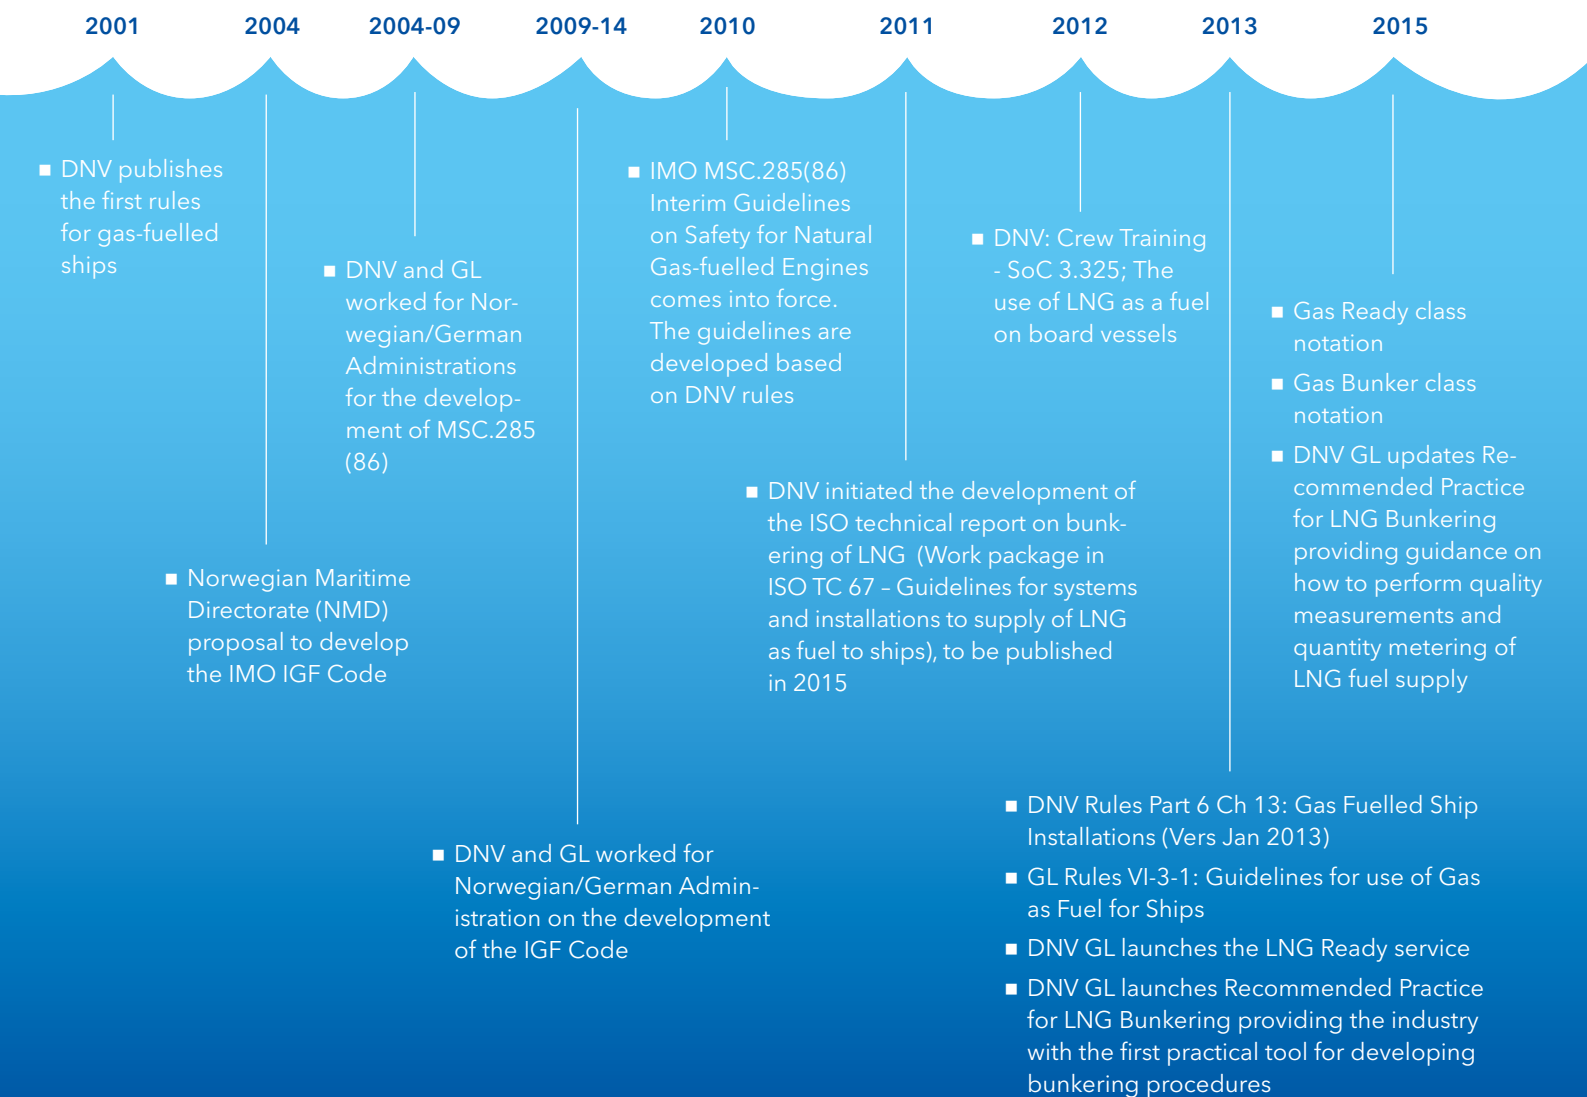 2001 2004 2004-09 2009-14 2010 2011 2012 2013 2015
■ DNV publishes
the first rules
for gas-fuelled
ships
■ Norwegian Maritime
Directorate (NMD)
proposal to develop
the IMO IGF Code
■ DNV and GL
worked for Nor-
wegian/German
Administrations
for the develop-
ment of MSC.285
(86)
■ DNV and GL worked for
Norwegian/German Admin-
istration on the development
of the IGF Code
■ IMO MSC.285(86)
Interim Guidelines
on Safety for Natural
Gas-fuelled Engines
comes into force.
The guidelines are
developed based
on DNV rules
■ DNV initiated the development of
the ISO technical report on bunk-
ering of LNG (Work package in
ISO TC 67 – Guidelines for systems
and installations to supply of LNG
as fuel to ships), to be published
in 2015
■ DNV: Crew Training
- SoC 3.325; The
use of LNG as a fuel
on board vessels
■ DNV Rules Part 6 Ch 13: Gas Fuelled Ship
Installations (Vers Jan 2013)
■ GL Rules VI-3-1: Guidelines for use of Gas
as Fuel for Ships
■ DNV GL launches the LNG Ready service
■ DNV GL launches Recommended Practice
for LNG Bunkering providing the industry
with the first practical tool for developing
bunkering procedures
■ Gas Ready class
notation
■ Gas Bunker class
notation
■ DNV GL updates Re-
commended Practice
for LNG Bunkering
providing guidance on
how to perform quality
measurements and
quantity metering of
LNG fuel supply